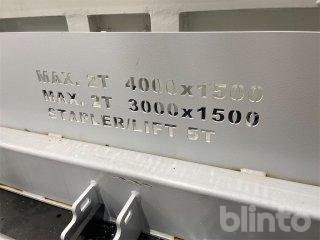 MAX. 2T 4000x1500
MAX. 2T 3000x1500
STAPLER/LIFT 5T
blinto